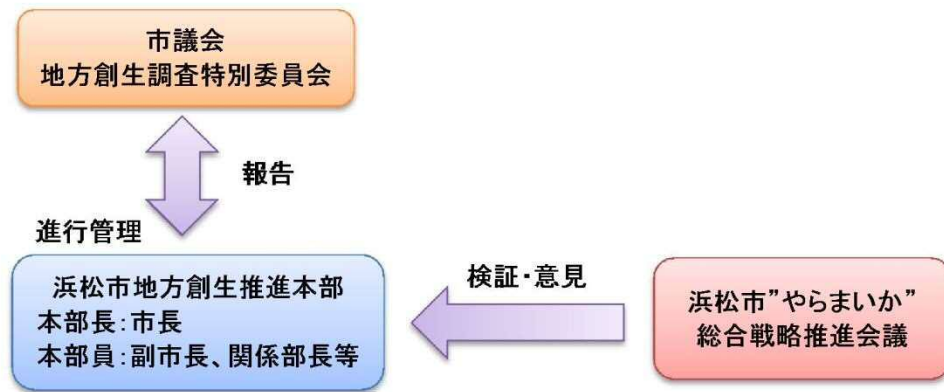 市議会
地方創生調査特別委員会
報告
進行管理
浜松市地方創生推進本部
本部長:市長
本部員:副市長、関係部長等
検証・意見
浜松市”やらまいか”
総合戦略推進会議